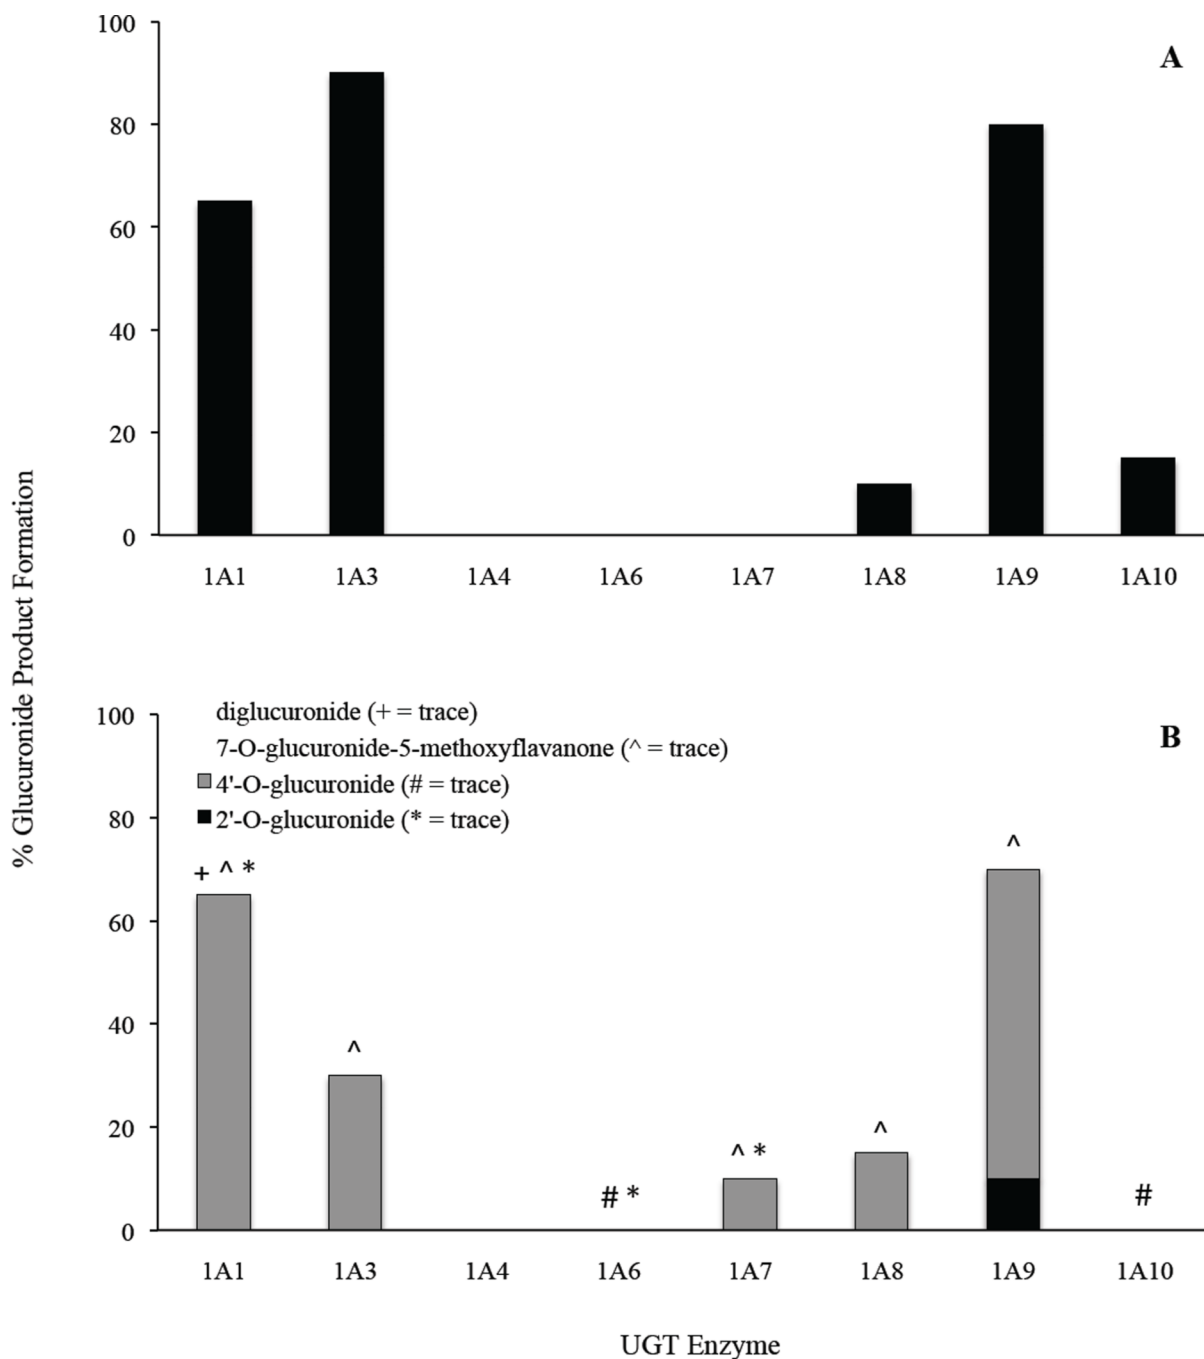 100
A
80
60
40
20
0
1A1 1A3 1A4 1A6 1A7 1A8 1A9 1A10
% Glucuronide Product Formation
100
diglucuronide (+ = trace)
B
7-O-glucuronide-5-methoxyflavanone (^ = trace)
4'-O-glucuronide (# = trace)
80
2'-O-glucuronide (* = trace)
^
+ ^ *
60
40
^
20
^ *
^
# *
#
0
1A1 1A3 1A4 1A6 1A7 1A8 1A9 1A10
UGT Enzyme